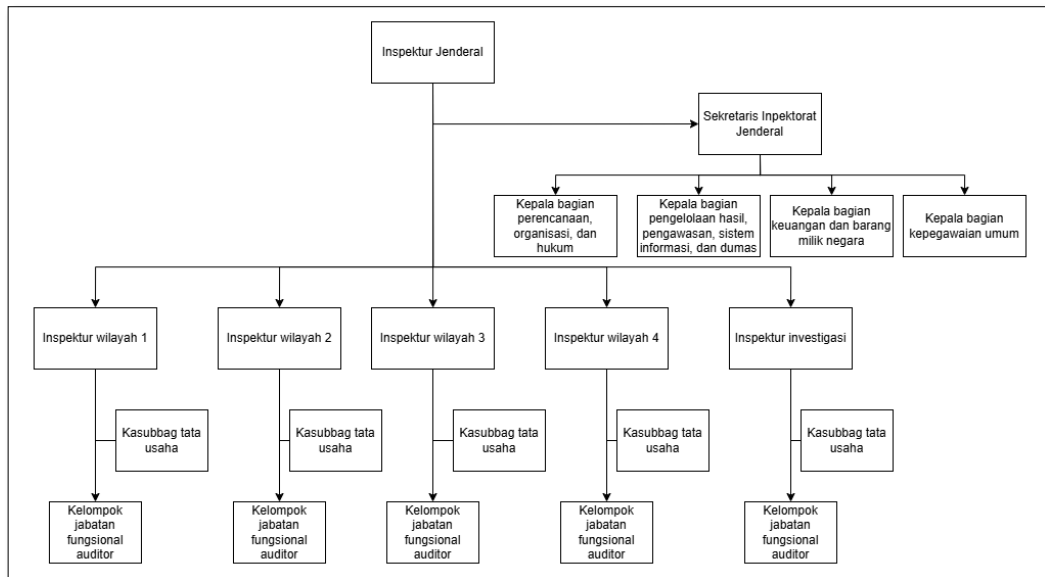 Inspektur Jenderal
Sekretaris Inpektorat
Jenderal
Kepala bagian
perencanaan,
organisasi, dan
hukum
Kepala bagian
pengelolaan hasil,
pengawasan, sistem
informasi, dan dumas
Kepala bagian
keuangan dan barang
milik negara
Kepala bagian
kepegawaian umum
Inspektur wilayah 1
Inspektur wilayah 2
Inspektur wilayah 3
Inspektur wilayah 4
Inspektur investigasi
Kasubbag tata
usaha
Kasubbag tata
usaha
Kasubbag tata
usaha
Kasubbag tata
usaha
Kasubbag tata
usaha
Kelompok
jabatan
fungsional
auditor
Kelompok
jabatan
fungsional
auditor
Kelompok
jabatan
fungsional
auditor
Kelompok
jabatan
fungsional
auditor
Kelompok
jabatan
fungsional
auditor